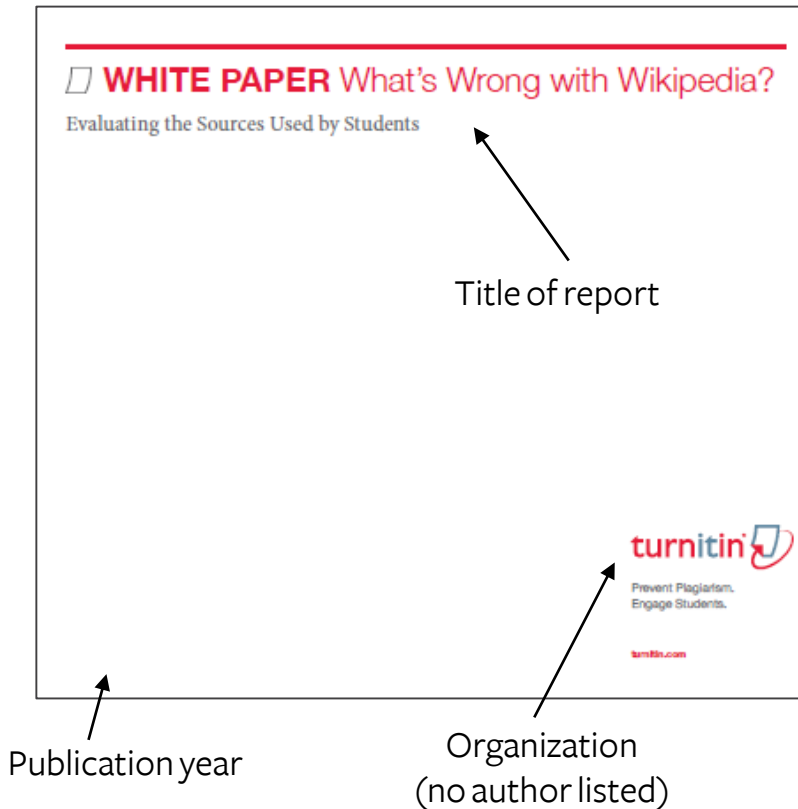 WHITE PAPER What's Wrong with Wikipedia?
Evaluating the Sources Used by Students
Title of report
turnitin
Prevent Plagiarism.
Engage Students.
turnitin.com
Publication year
Organization
(no author listed)